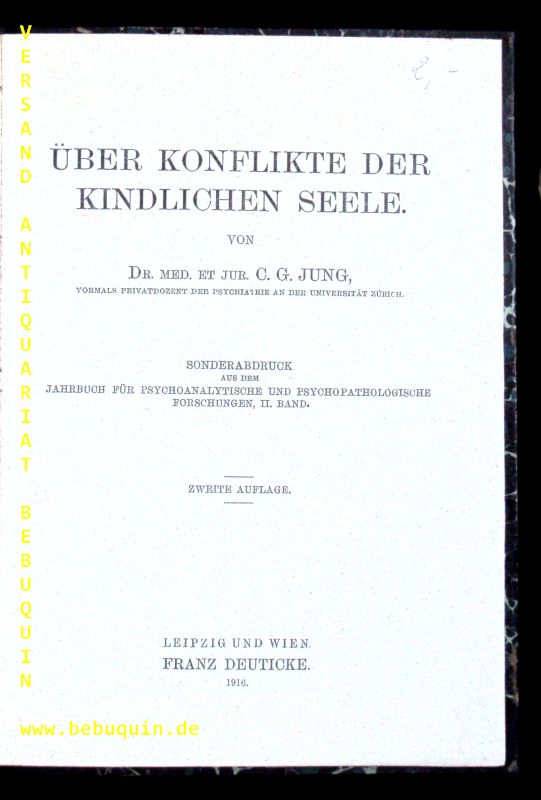 ÜBER KONFLIKTE DER
KINDLICHEN SEELE.
VON
DR. MED. ET JUR. C. G. JUNG,
VORMALS PRIVATDOZENT DER PSYCHIATRIE AN DER UNIVERSITÄT ZÜRICH.
SONDERABDRUCK
AUS DEM
JAHRBUCH FÜR PSYCHOANALYTISCHE UND PSYCHOPATHOLOGISCHE
FORSCHUNGEN, II. BAND.
ZWEITE AUFLAGE.
LEIPZIG UND WIEN.
FRANZ DEUTICKE.
1916.
VERSAND ANTIQUARIAT BEBUQUIN
www.bebuquin.de